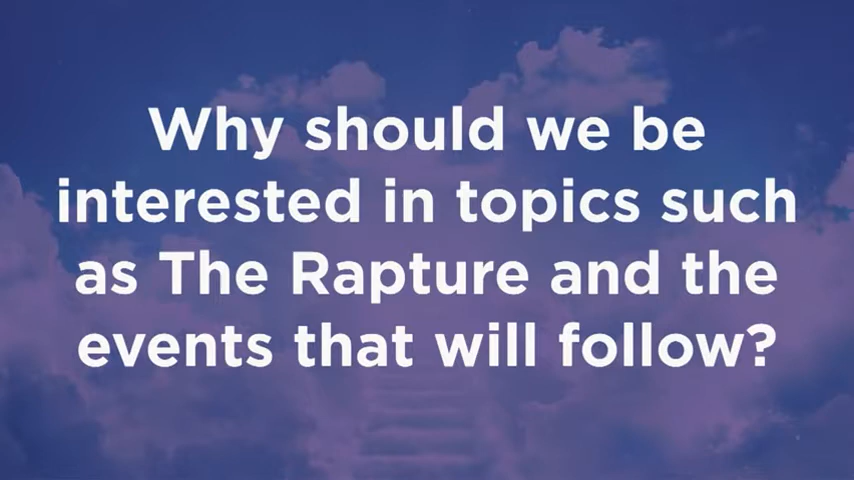 Why should we be
interested in topics such
as The Rapture and the
events that will follow?